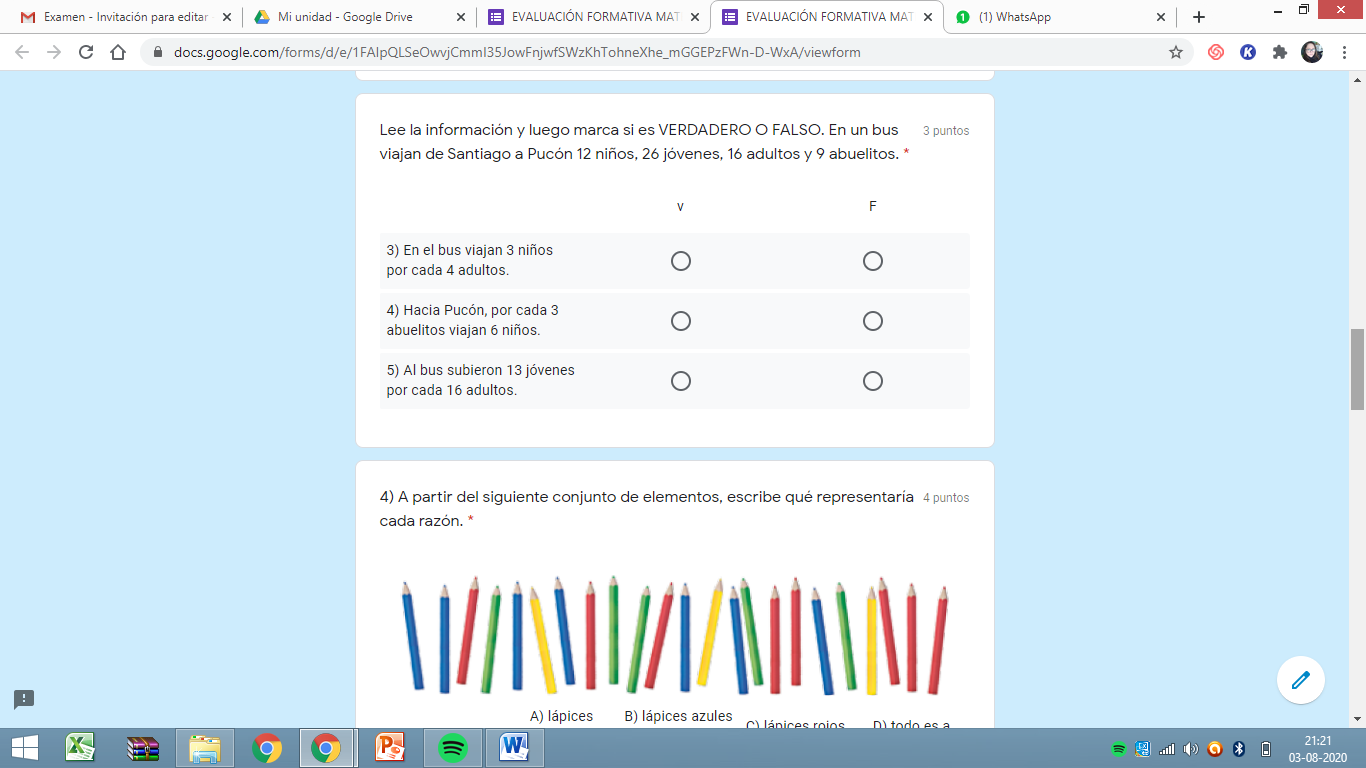 Examen - Invitación para editar
Mi unidad - Google Drive
EVALUACIÓN FORMATIVA MAT
EVALUACIÓN FORMATIVA MAT
(1) WhatsApp
docs.google.com/forms/d/e/1FAIpQLSeOwvjCmmI35JowFnjwfSWzKhTohneXhe_mGGEPzFWn-D-WxA/viewform
Lee la información y luego marca si es VERDADERO O FALSO. En un bus
viajan de Santiago a Pucón 12 niños, 26 jóvenes, 16 adultos y 9 abuelitos. *
3 puntos
v F
3) En el bus viajan 3 niños
por cada 4 adultos.
4) Hacia Pucón, por cada 3
abuelitos viajan 6 niños.
5) Al bus subieron 13 jóvenes
por cada 16 adultos.
4) A partir del siguiente conjunto de elementos, escribe qué representaría
cada razón. *
4 puntos
A) lápices B) lápices azules C) lápices rojos D) todo es a
21:21
03-08-2020